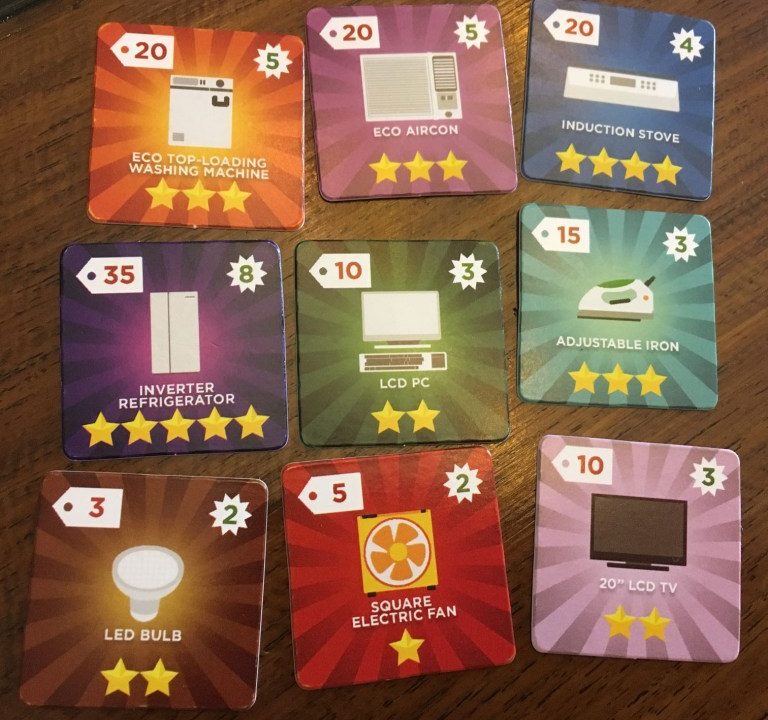 20
5
ECO TOP-LOADING
WASHING MACHINE
20
5
ECO AIRCON
20
4
INDUCTION STOVE
35
8
INVERTER
REFRIGERATOR
10
3
LCD PC
15
3
ADJUSTABLE IRON
3
2
LED BULB
5
2
SQUARE
ELECTRIC FAN
10
3
20" LCD TV